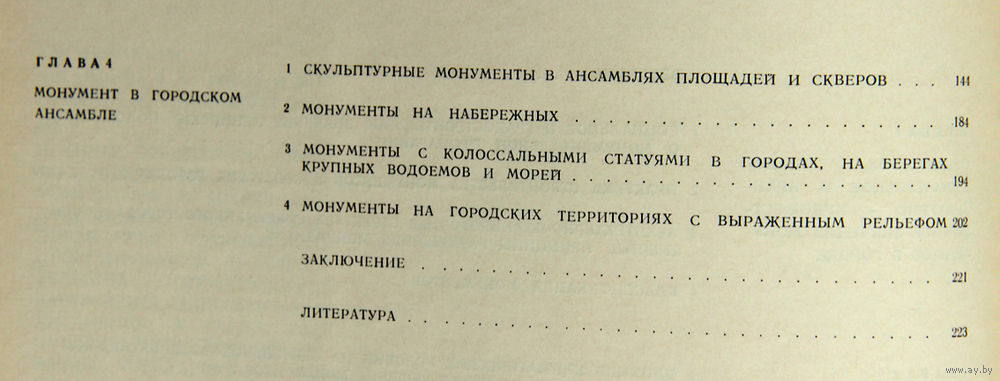 ГЛАВА 4
МОНУМЕНТ В ГОРОДСКОМ
АНСАМБЛЕ
1 СКУЛЬПТУРНЫЕ МОНУМЕНТЫ В АНСАМБЛЯХ ПЛОЩАДЕЙ И СКВЕРОВ . . . 144
2 МОНУМЕНТЫ НА НАБЕРЕЖНЫХ . . . . . . . . . . . . . . . . . . . . 184
3 МОНУМЕНТЫ С КОЛОССАЛЬНЫМИ СТАТУЯМИ В ГОРОДАХ, НА БЕРЕГАХ
КРУПНЫХ ВОДОЕМОВ И МОРЕЙ . . . . . . . . . . . . . . . . . . . . 194
4 МОНУМЕНТЫ НА ГОРОДСКИХ ТЕРРИТОРИЯХ С ВЫРАЖЕННЫМ РЕЛЬЕФОМ 202
ЗАКЛЮЧЕНИЕ . . . . . . . . . . . . . . . . . . . . . . . . . . . 221
ЛИТЕРАТУРА . . . . . . . . . . . . . . . . . . . . . . . . . . . 223
www.ay.by